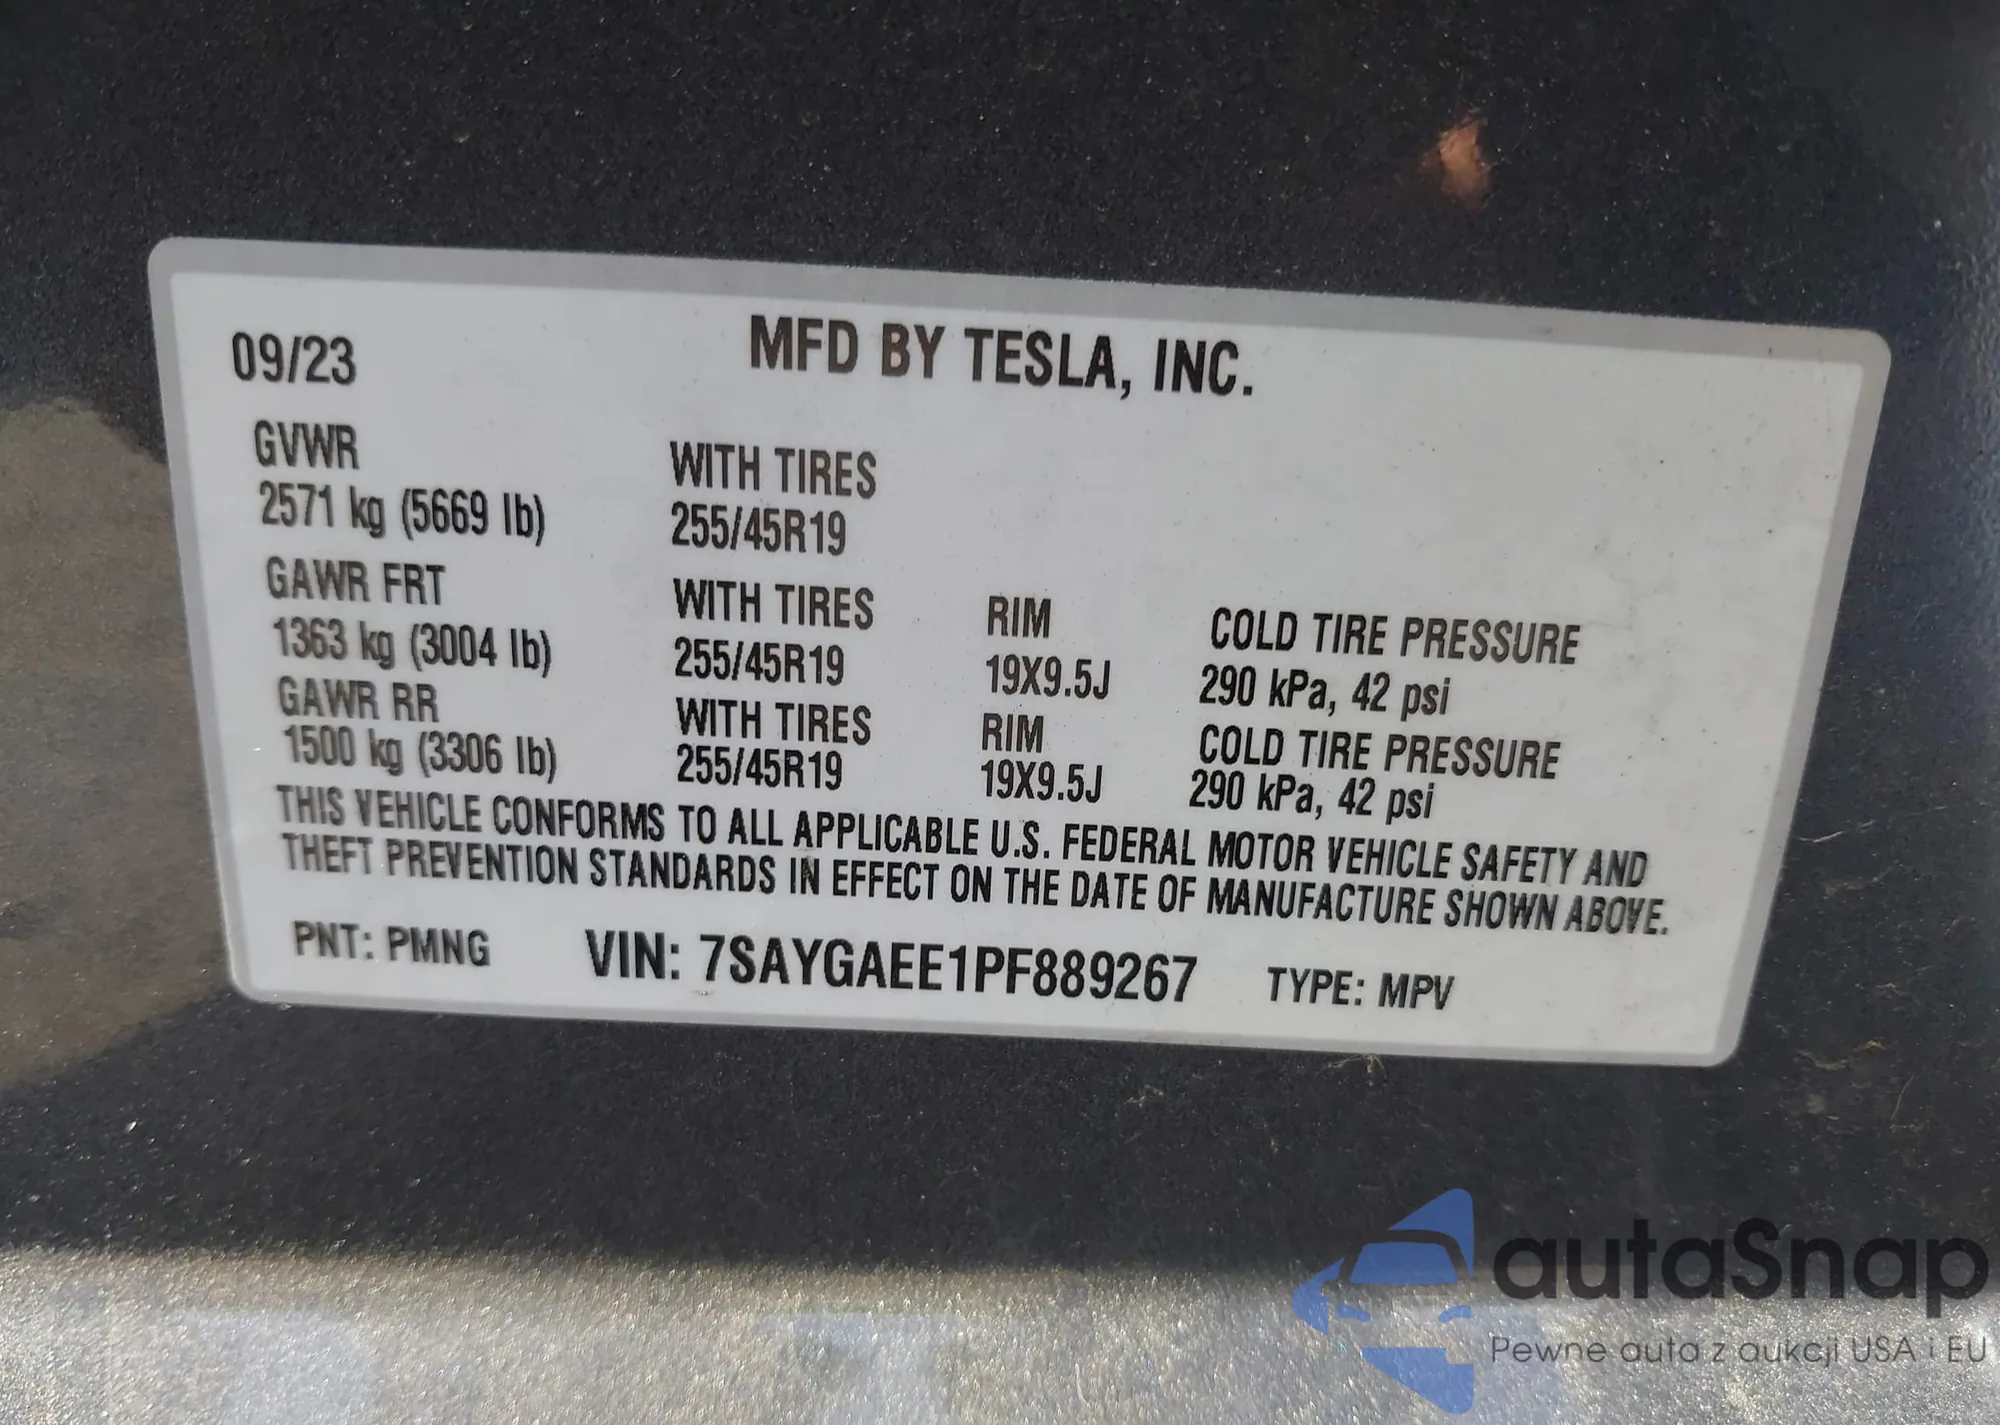 09/23 MFD BY TESLA, INC.
GVWR WITH TIRES
2571 kg (5669 lb) 255/45R19
GAWR FRT WITH TIRES RIM COLD TIRE PRESSURE
1363 kg (3004 lb) 255/45R19 19X9.5J 290 kPa, 42 psi
GAWR RR WITH TIRES RIM COLD TIRE PRESSURE
1500 kg (3306 lb) 255/45R19 19X9.5J 290 kPa, 42 psi
THIS VEHICLE CONFORMS TO ALL APPLICABLE U.S. FEDERAL MOTOR VEHICLE SAFETY AND
THEFT PREVENTION STANDARDS IN EFFECT ON THE DATE OF MANUFACTURE SHOWN ABOVE.
PNT: PMNG VIN: 7SAYGAEE1PF889267 TYPE: MPV
autaSnap
Pewne auta z aukcji USA i EU